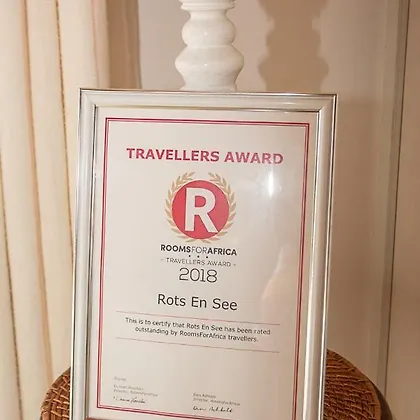 TRAVELLERS AWARD
R
ROOMSFORAFRICA
- TRAVELLERS AWARD -
2018
Rots En See
This is to certify that Rots En See has been rated
outstanding by RoomsForAfrica travellers.